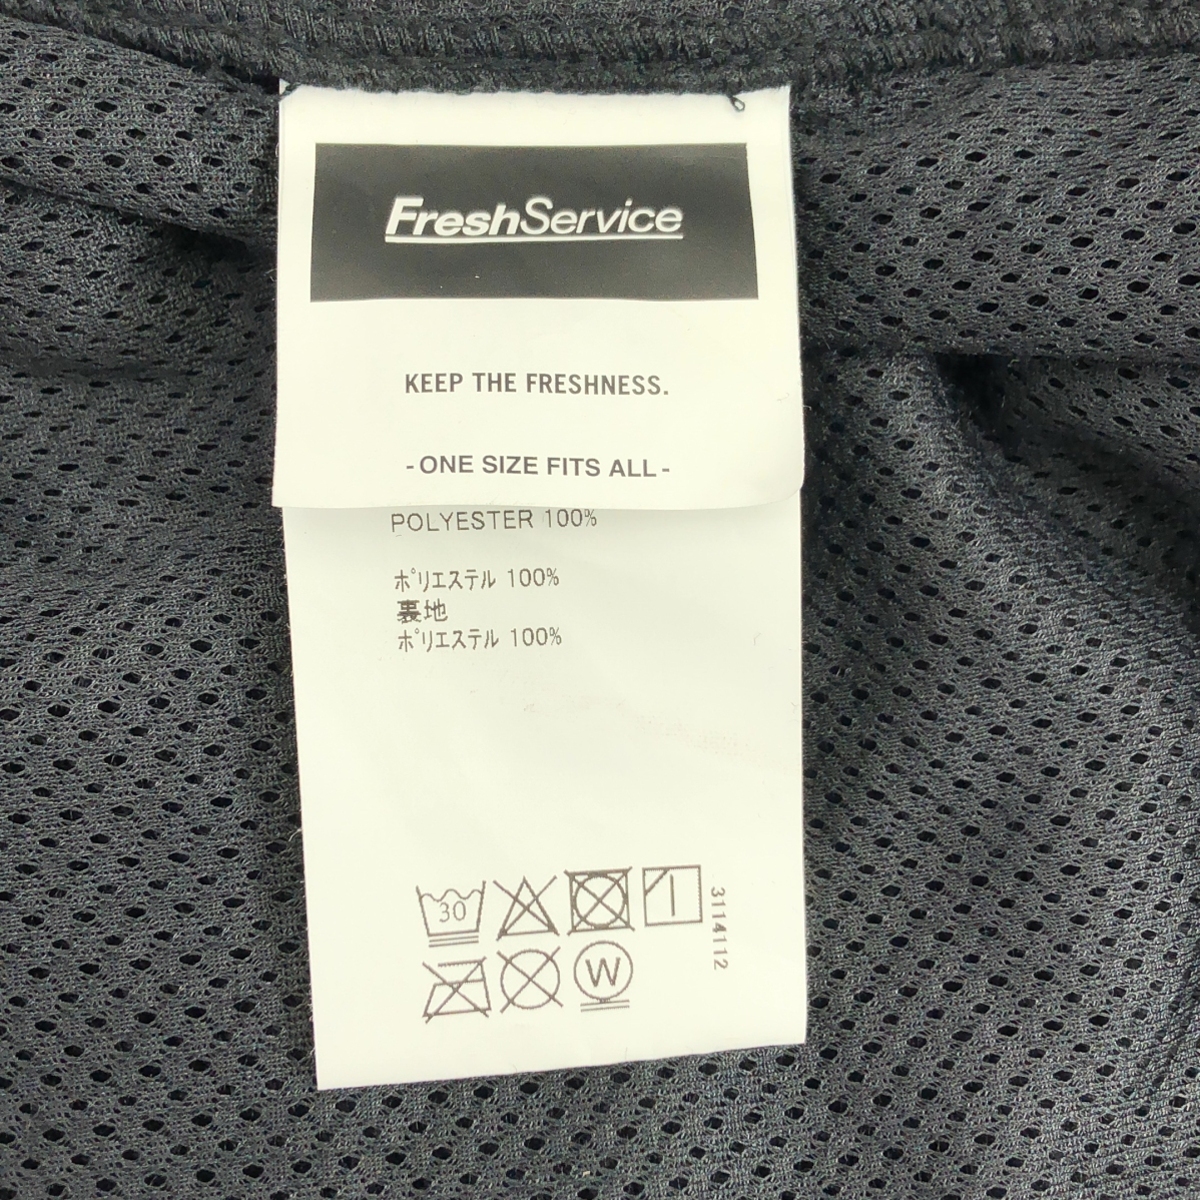 FreshService
KEEP THE FRESHNESS.
- ONE SIZE FITS ALL -
POLYESTER 100%
ﾎﾟﾘｴｽﾃﾙ 100%
裏地
ﾎﾟﾘｴｽﾃﾙ 100%
30
W
3114112